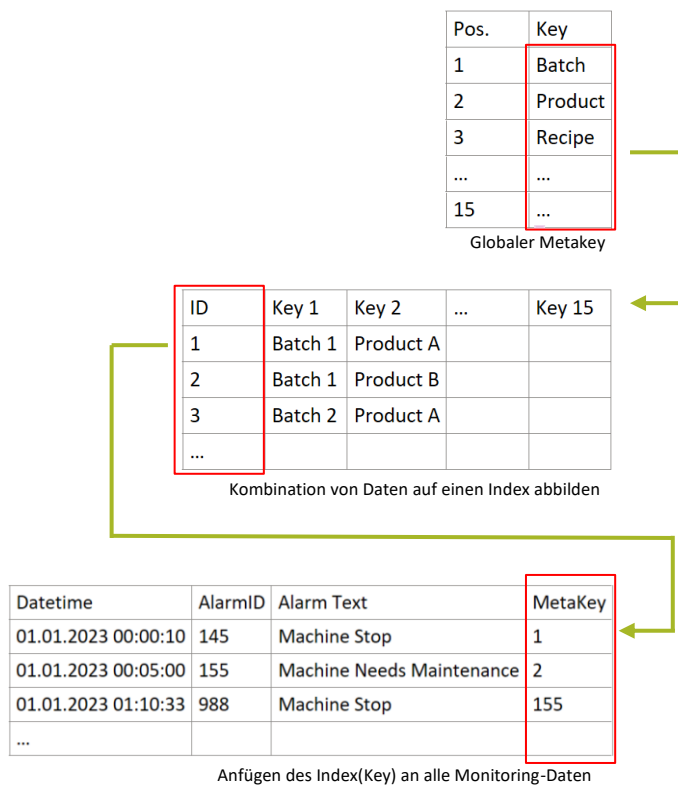 Pos. Key
1 Batch
2 Product
3 Recipe
... ...
15 ...
Globaler Metakey
ID Key 1 Key 2 ... Key 15
1 Batch 1 Product A
2 Batch 1 Product B
3 Batch 2 Product A
...
Kombination von Daten auf einen Index abbilden
Datetime AlarmID Alarm Text MetaKey
01.01.2023 00:00:10 145 Machine Stop 1
01.01.2023 00:05:00 155 Machine Needs Maintenance 2
01.01.2023 01:10:33 988 Machine Stop 155
...
Anfügen des Index(Key) an alle Monitoring-Daten